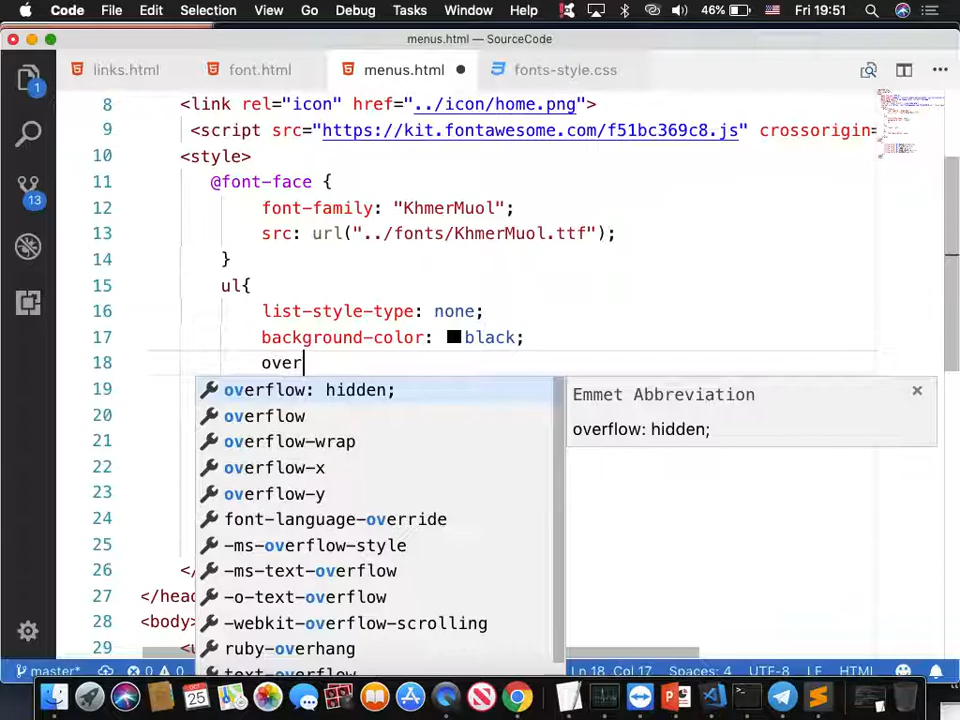 Code File Edit Selection View Go Debug Tasks Window Help 46% Fri 19:51
menus.html — SourceCode
links.html font.html menus.html fonts-style.css
8 <link rel="icon" href="../icon/home.png">
9 <script src="https://kit.fontawesome.com/f51bc369c8.js" crossorigin=
10 <style>
11 @font-face {
12 font-family: "KhmerMuol";
13 src: url("../fonts/KhmerMuol.ttf");
14 }
15 ul{
16 list-style-type: none;
17 background-color: black;
18 over
19 overflow: hidden; Emmet Abbreviation
20 overflow overflow: hidden;
21 overflow-wrap
22 overflow-x
23 overflow-y
24 font-language-override
25 -ms-overflow-style
26 </ -ms-text-overflow
27 </head -o-text-overflow
28 <body> -webkit-overflow-scrolling
29 <u ruby-overhang
text-overflow
master* 0 0 Ln 18, Col 17 Spaces: 4 UTF-8 LF HTML
1
13
25